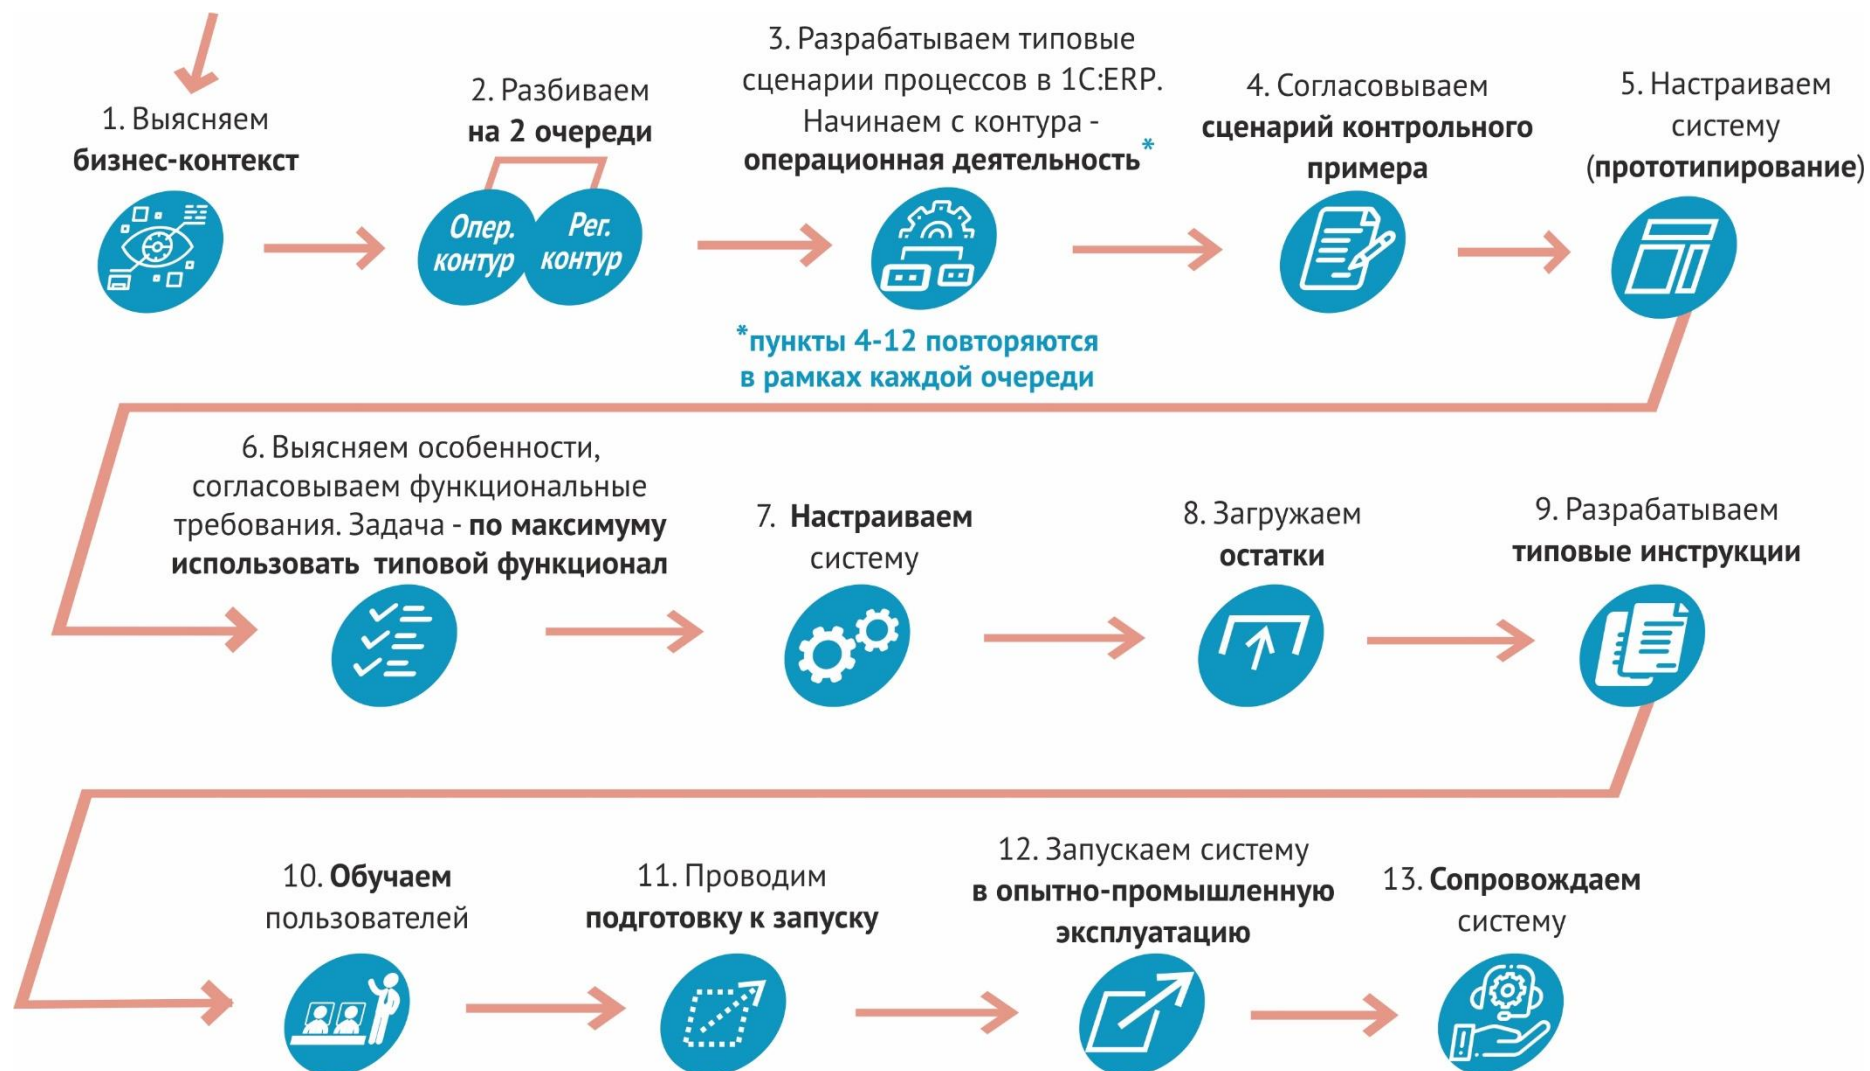 1. Выясняем
бизнес-контекст
2. Разбиваем
на 2 очереди
Опер.
контур
Рег.
контур
3. Разрабатываем типовые
сценарии процессов в 1С:ERP.
Начинаем с контура -
операционная деятельность*
*пункты 4-12 повторяются
в рамках каждой очереди
4. Согласовываем
сценарий контрольного
примера
5. Настраиваем
систему
(прототипирование)
6. Выясняем особенности,
согласовываем функциональные
требования. Задача - по максимуму
использовать типовой функционал
7. Настраиваем
систему
8. Загружаем
остатки
9. Разрабатываем
типовые инструкции
10. Обучаем
пользователей
11. Проводим
подготовку к запуску
12. Запускаем систему
в опытно-промышленную
эксплуатацию
13. Сопровождаем
систему